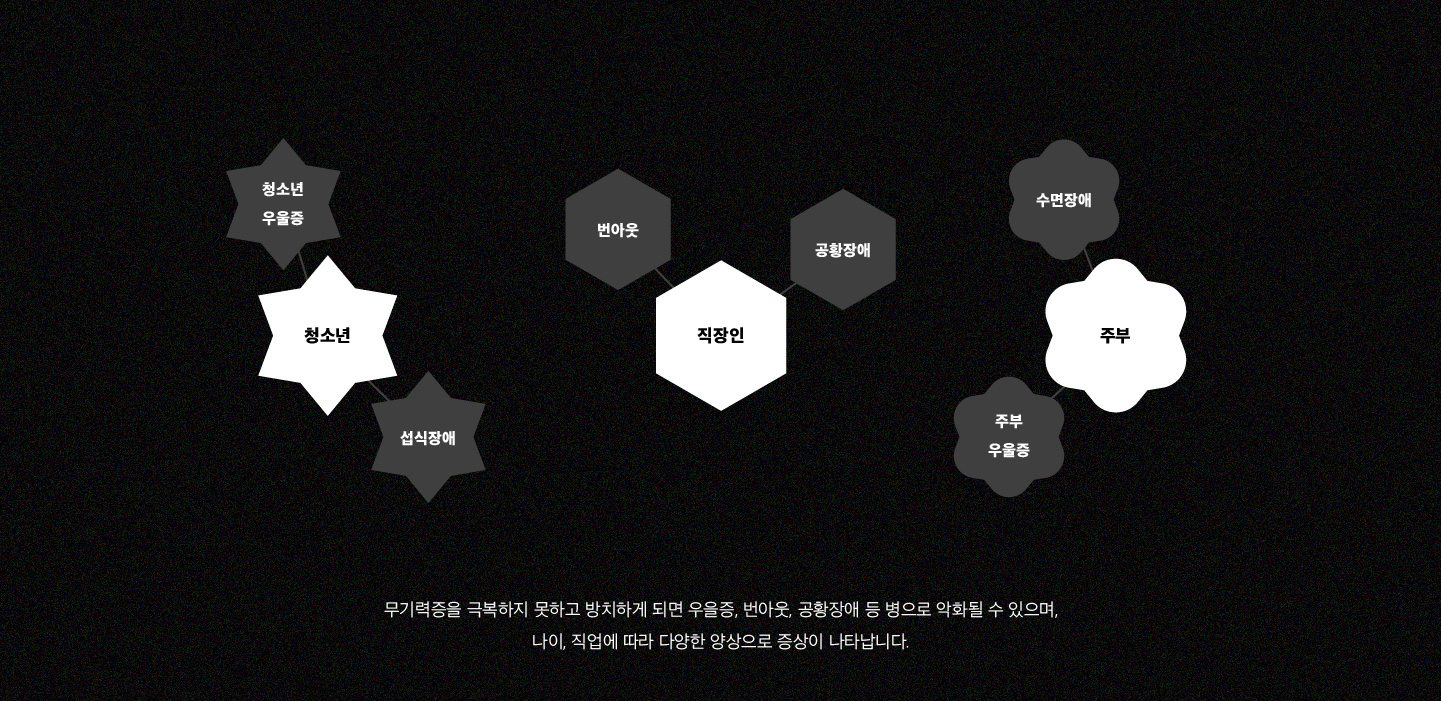 청소년
우울증
청소년
섭식장애
번아웃
공황장애
직장인
수면장애
주부
주부
우울증
무기력증을 극복하지 못하고 방치하게 되면 우울증, 번아웃, 공황장애 등 병으로 악화될 수 있으며,
나이, 직업에 따라 다양한 양상으로 증상이 나타납니다.